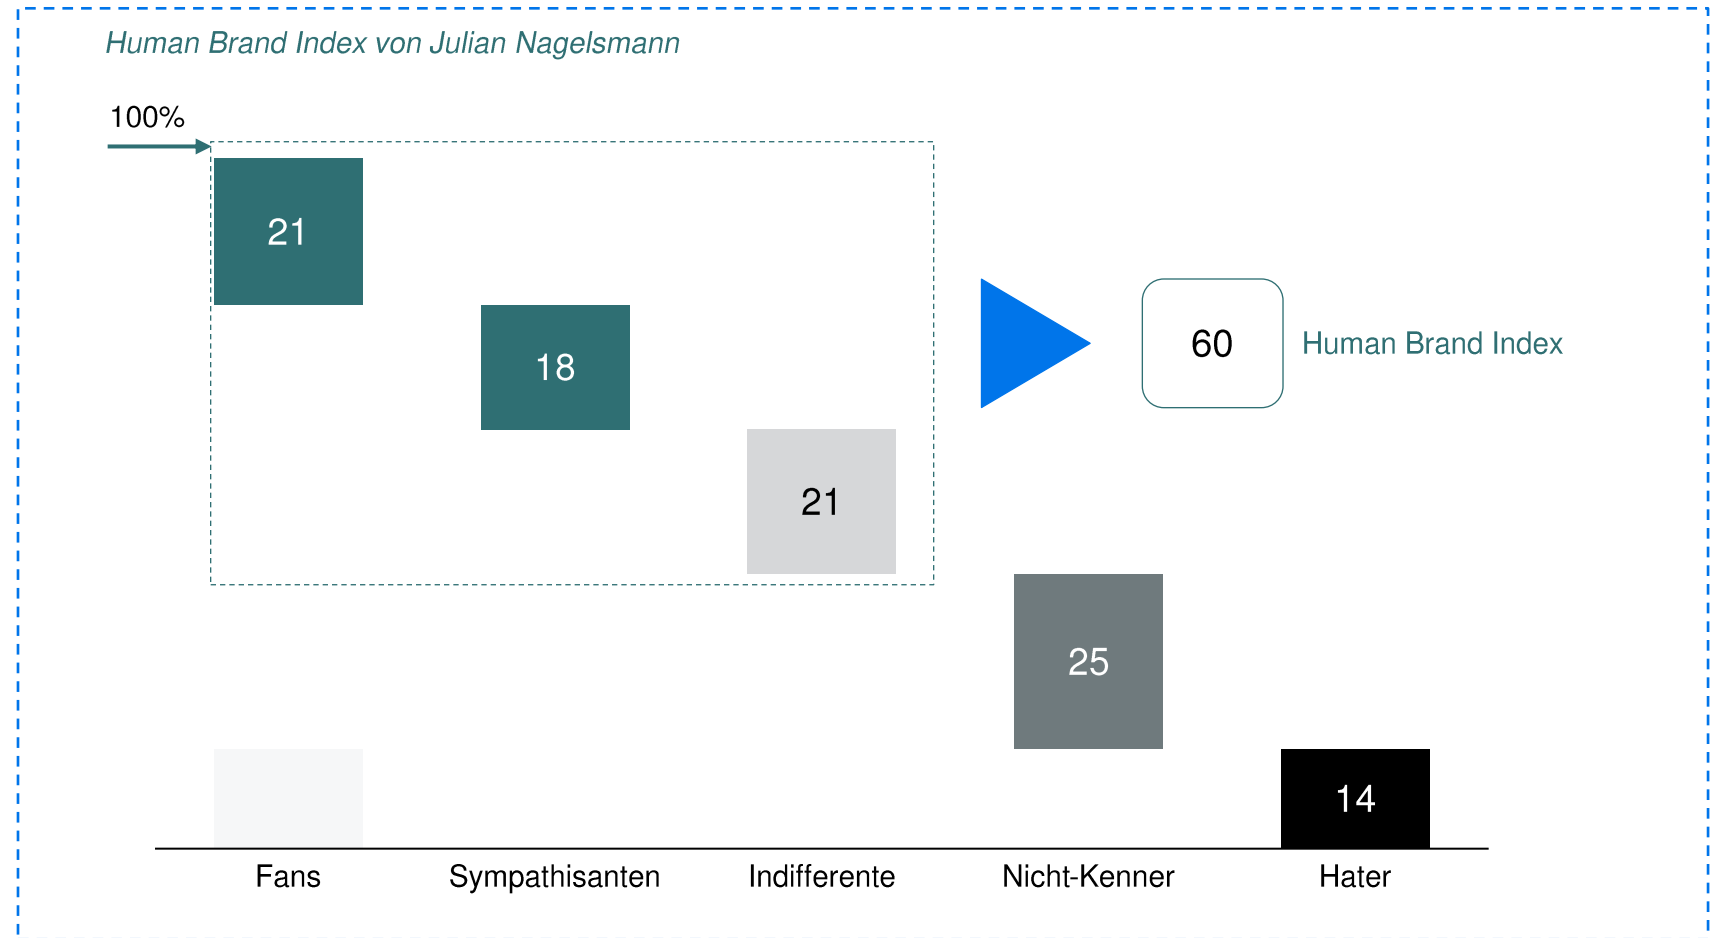 Human Brand Index von Julian Nagelsmann
100%
21
18
21
25
14
60
Human Brand Index
Fans
Sympathisanten
Indifferente
Nicht-Kenner
Hater